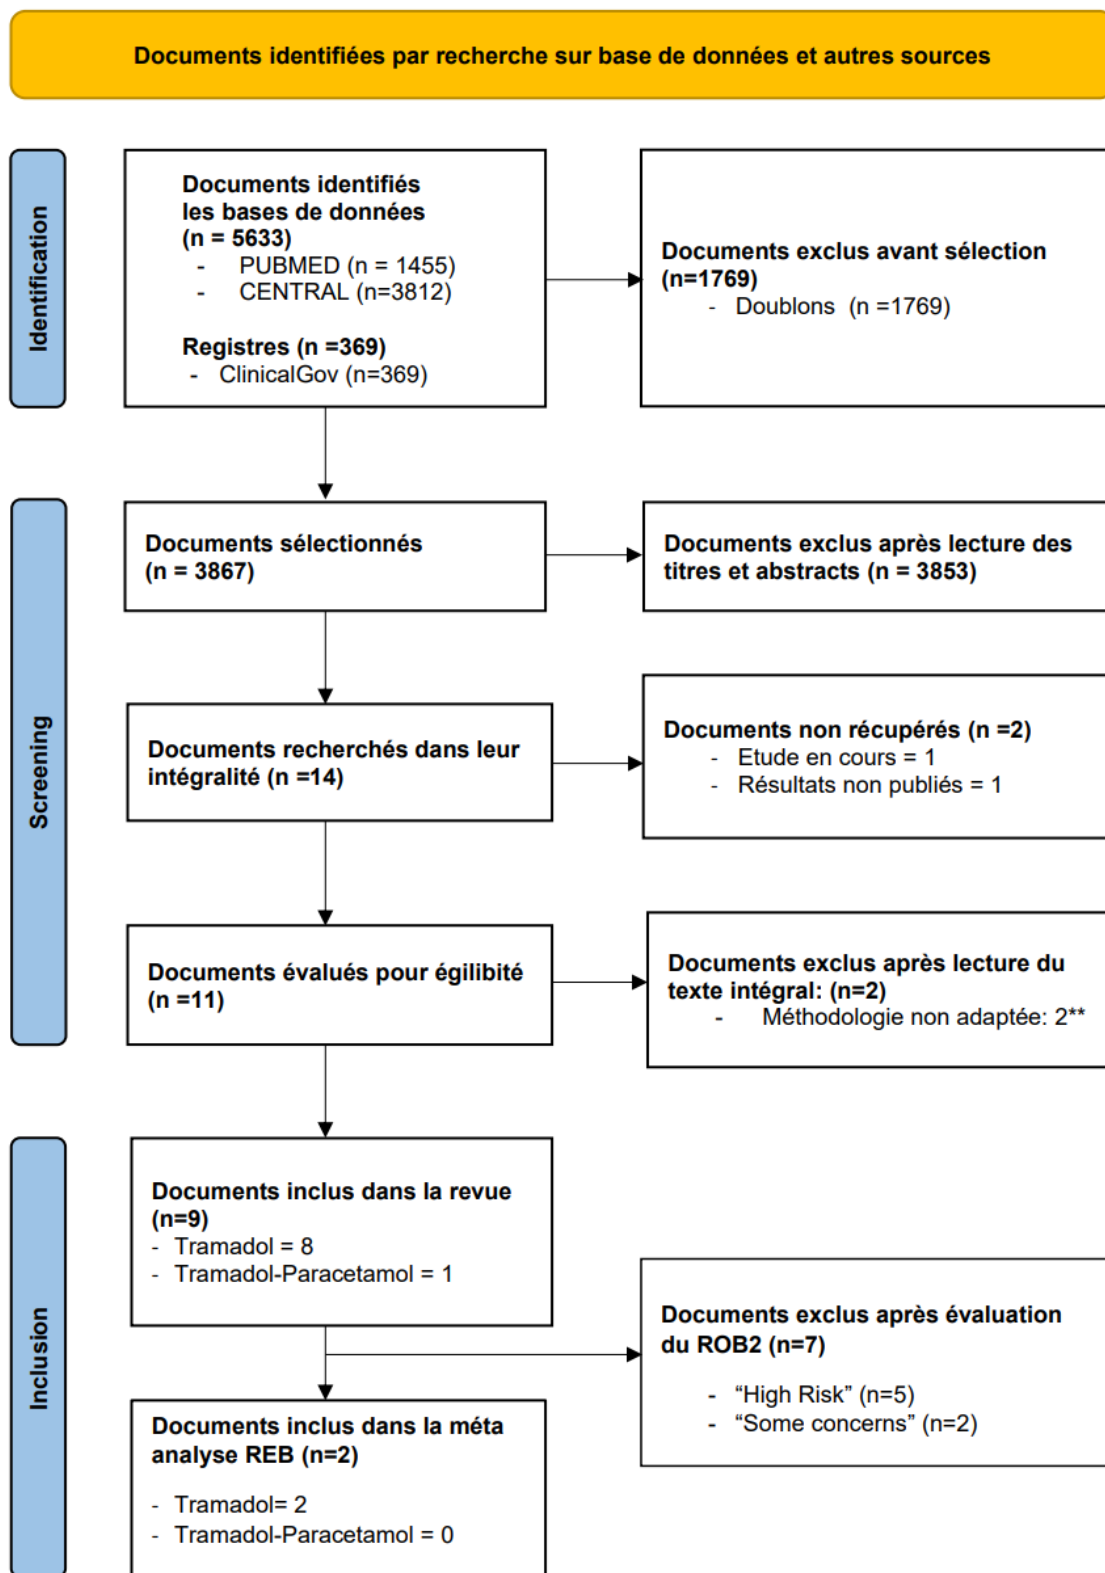 Documents identifiées par recherche sur base de données et autres sources
Identification
Documents identifiés
les bases de données
(n = 5633)
- PUBMED (n = 1455)
- CENTRAL (n=3812)
Registres (n =369)
- ClinicalGov (n=369)
Documents exclus avant sélection
(n=1769)
- Doublons (n =1769)
Screening
Documents sélectionnés
(n = 3867)
Documents exclus après lecture des
titres et abstracts (n = 3853)
Documents recherchés dans leur
intégralité (n =14)
Documents non récupérés (n =2)
- Etude en cours = 1
- Résultats non publiés = 1
Documents évalués pour égilibité
(n =11)
Documents exclus après lecture du
texte intégral: (n=2)
- Méthodologie non adaptée: 2**
Inclusion
Documents inclus dans la revue
(n=9)
- Tramadol = 8
- Tramadol-Paracetamol = 1
Documents exclus après évaluation
du ROB2 (n=7)
- “High Risk” (n=5)
- “Some concerns” (n=2)
Documents inclus dans la méta
analyse REB (n=2)
- Tramadol= 2
- Tramadol-Paracetamol = 0